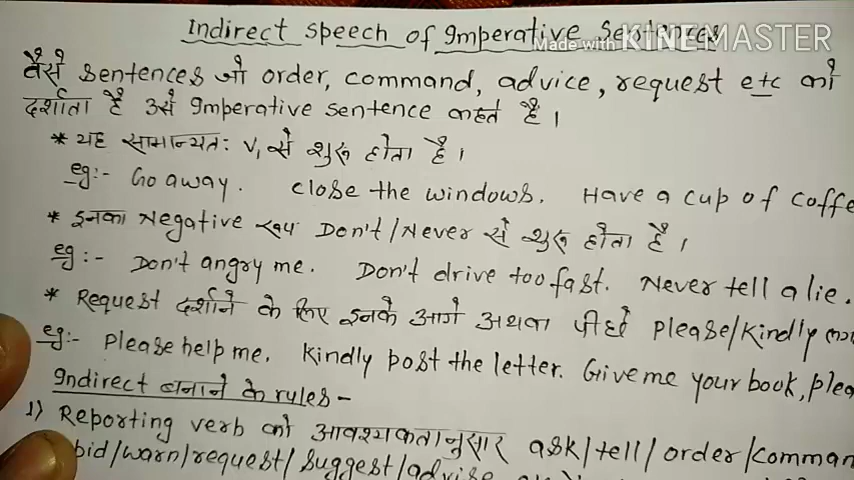 Indirect speech of Imperative Sentences
Made with KINEMASTER
वैसे sentences जो order, command, advice, request etc को
दर्शाता है उसे Imperative sentence कहते हैं।
* यह सामान्यत: V₁ से शुरू होता है।
eg:- Go away. Close the windows. Have a cup of coffe
* इनका Negative रूप Don't/Never से शुरू होता है।
eg:- Don't angry me. Don't drive too fast. Never tell a lie.
* Request दर्शाने के लिए इनके आगे अथवा पीछे please/Kindly
eg:- Please help me. Kindly post the letter. Give me your book, plea
Indirect बनाने के rules -
1) Reporting verb को आवश्यकतानुसार ask/tell/order/comman
bid/warn/request/suggest/advise